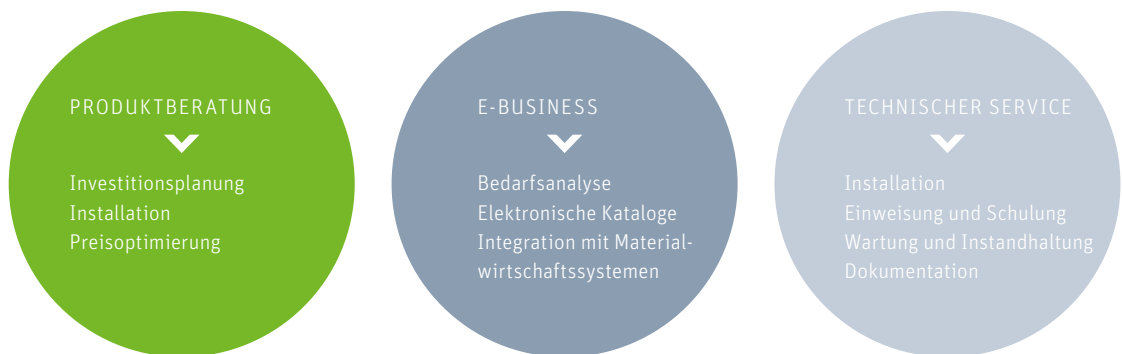 PRODUKTBERATUNG
Investitionsplanung
Installation
Preisoptimierung
E-BUSINESS
Bedarfsanalyse
Elektronische Kataloge
Integration mit Material-
wirtschaftssystemen
TECHNISCHER SERVICE
Installation
Einweisung und Schulung
Wartung und Instandhaltung
Dokumentation